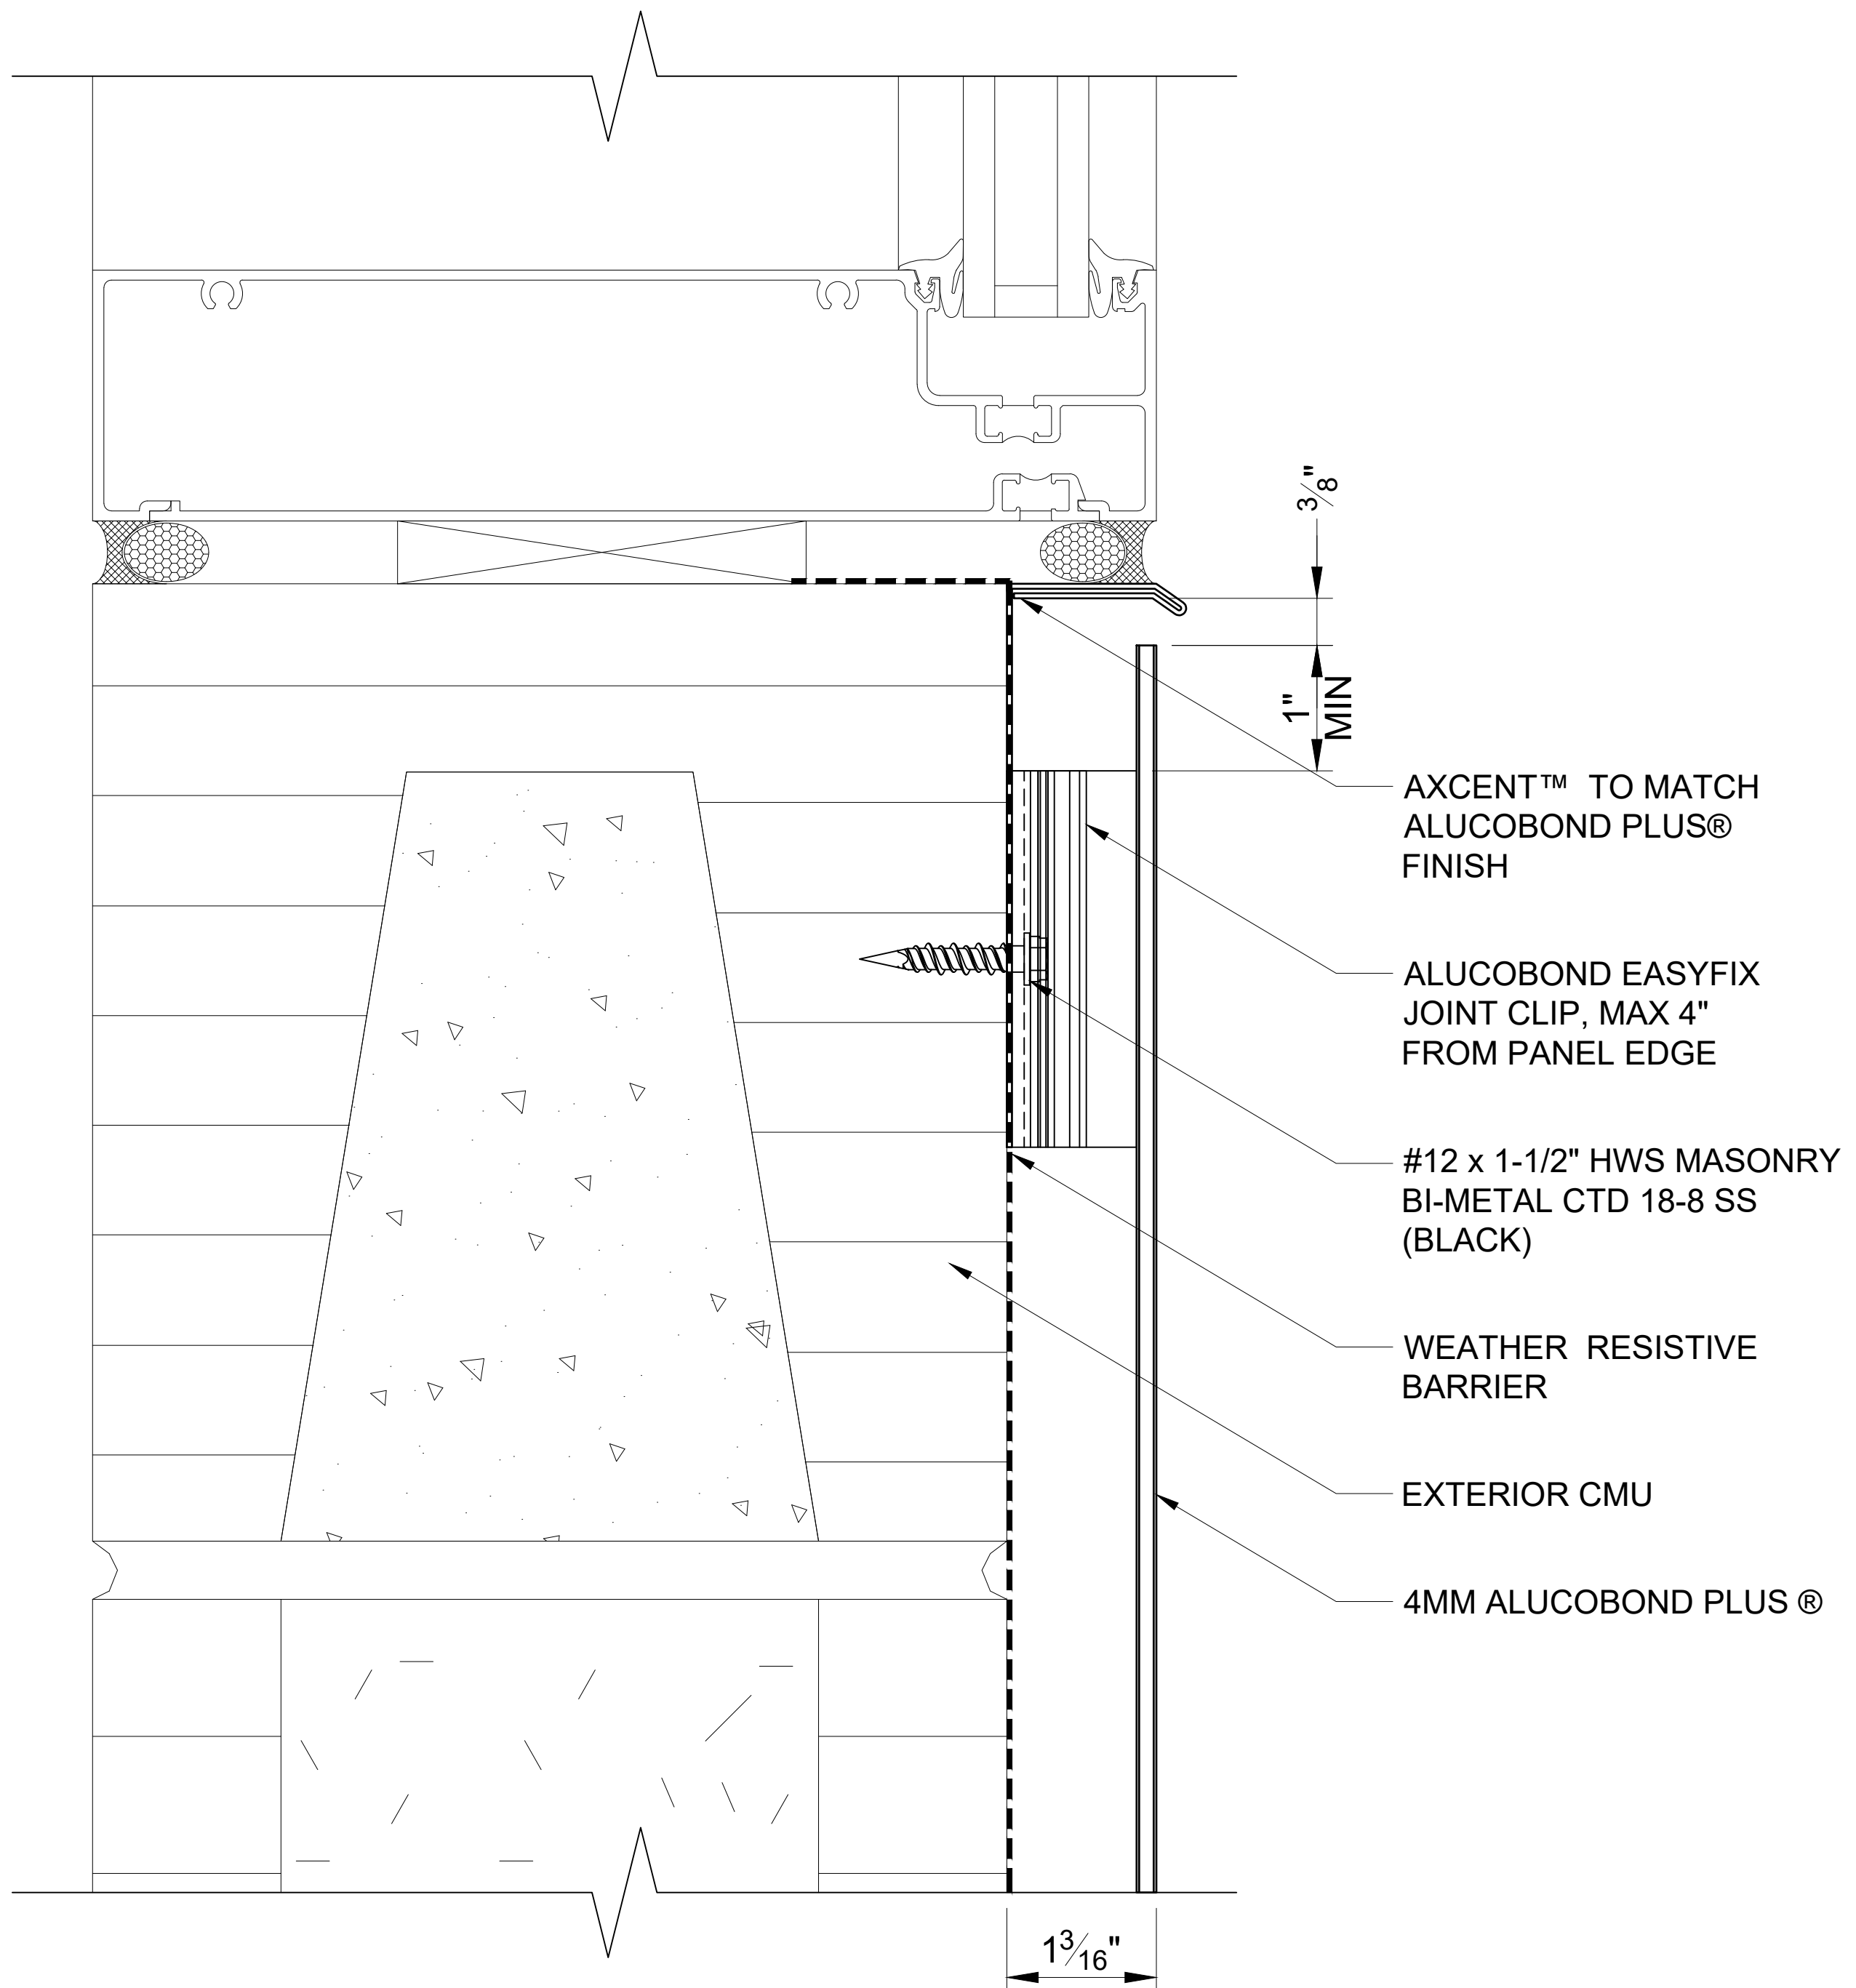 3/8"
1"
MIN
AXCENT™ TO MATCH
ALUCOBOND PLUS®
FINISH
ALUCOBOND EASYFIX
JOINT CLIP, MAX 4"
FROM PANEL EDGE
#12 x 1-1/2" HWS MASONRY
BI-METAL CTD 18-8 SS
(BLACK)
WEATHER RESISTIVE
BARRIER
EXTERIOR CMU
4MM ALUCOBOND PLUS ®
1 3/16"